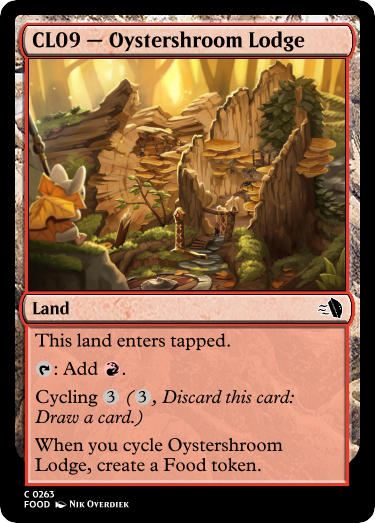 CL09 — Oystershroom Lodge
Land
This land enters tapped.
: Add .
Cycling 3 (3, Discard this card:
Draw a card.)
When you cycle Oystershroom
Lodge, create a Food token.
C 0263
FOOD Nik Overdiek